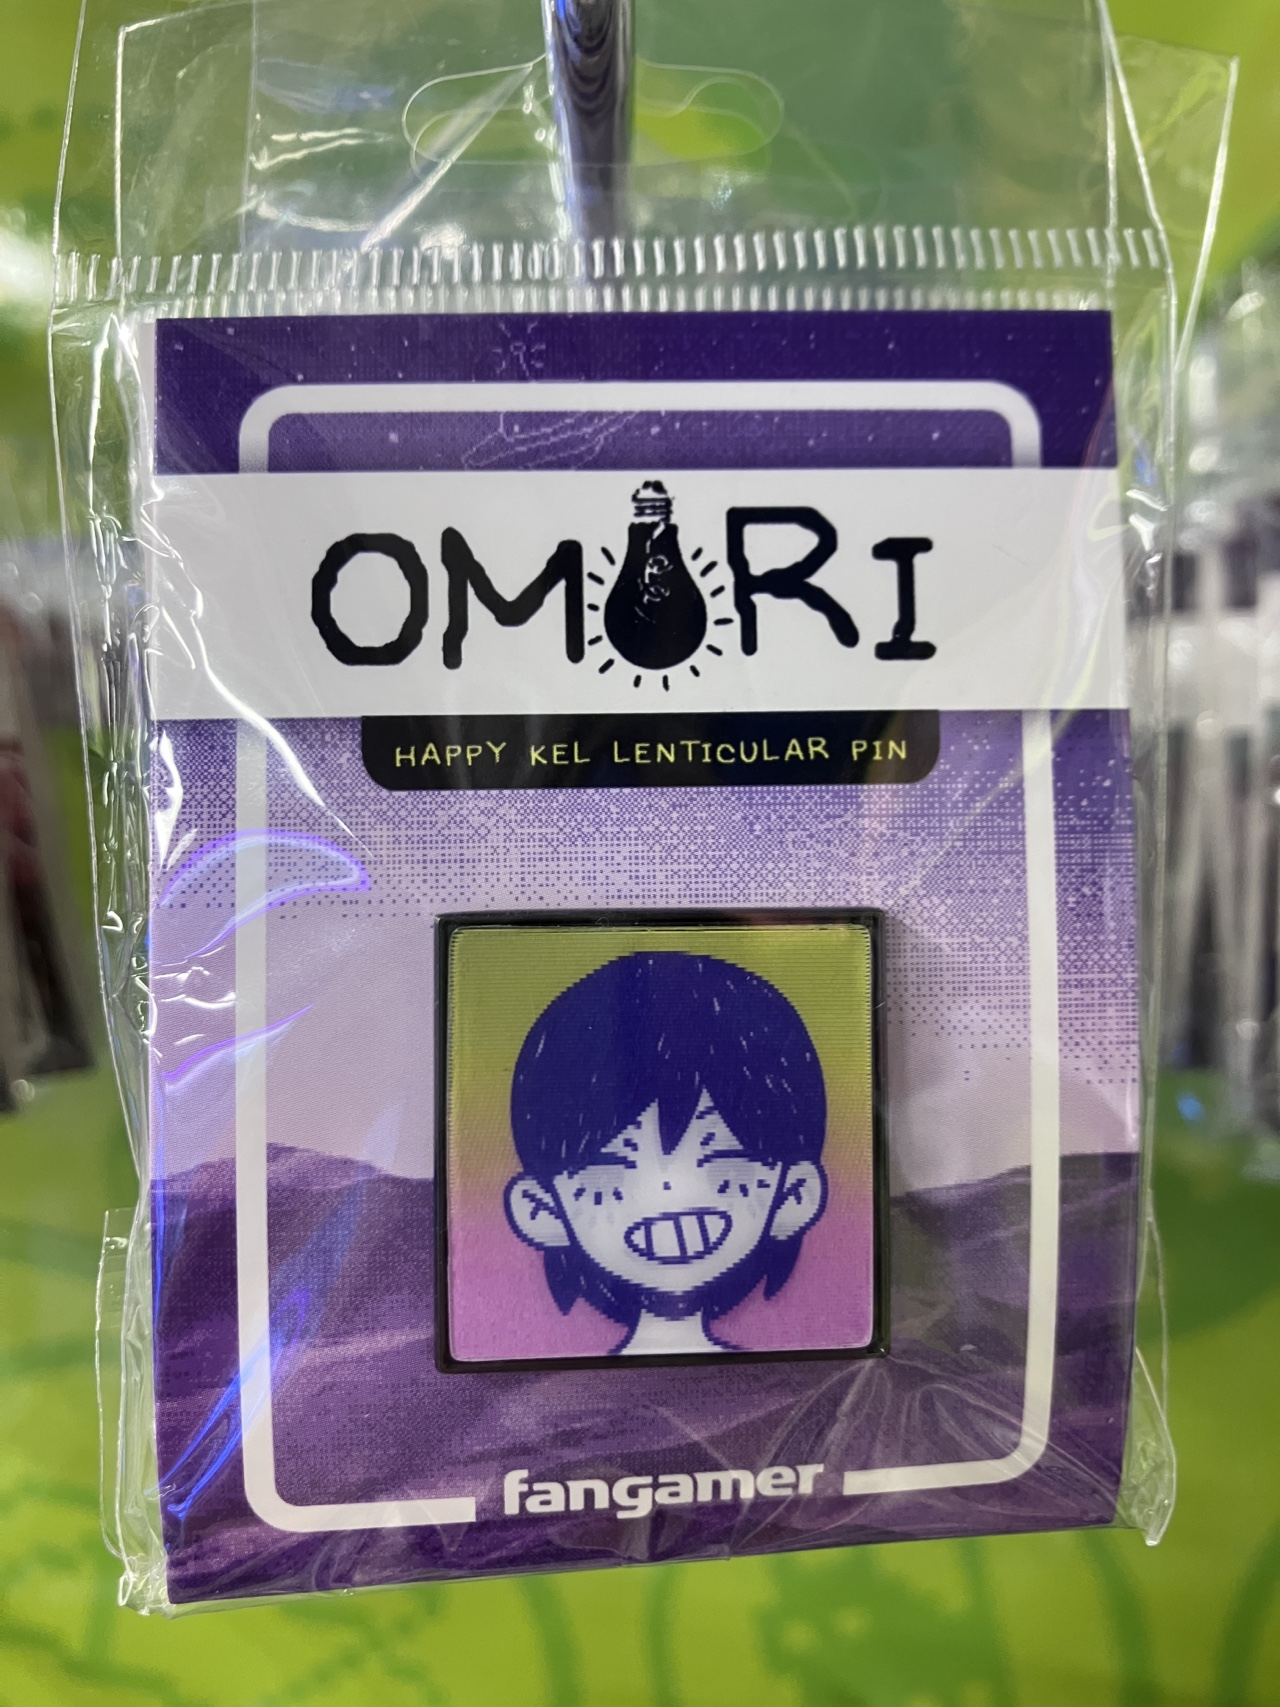 OMORI
HAPPY KEL LENTICULAR PIN
fangamer